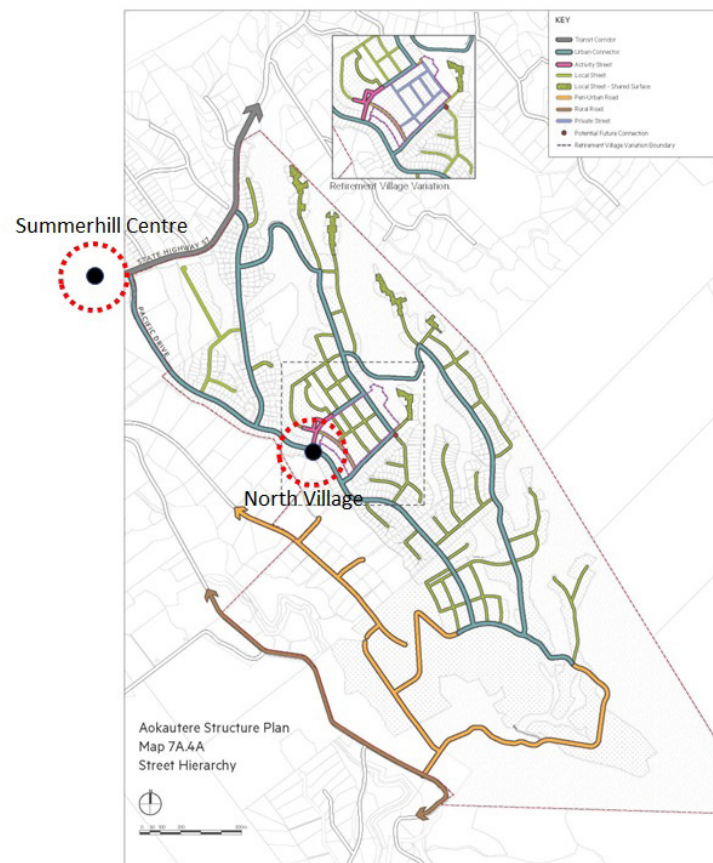 KEY
Transit Corridor
Urban Connector
Activity Street
Local Street
Local Street - Shared Surface
Peri-Urban Road
Rural Road
Private Street
Potential Future Connection
Retirement Village Variation Boundary
Retirement Village Variation
Summerhill Centre
STATE HIGHWAY 57
PACIFIC DRIVE
North Village
Aokautere Structure Plan
Map 7A.4A
Street Hierarchy